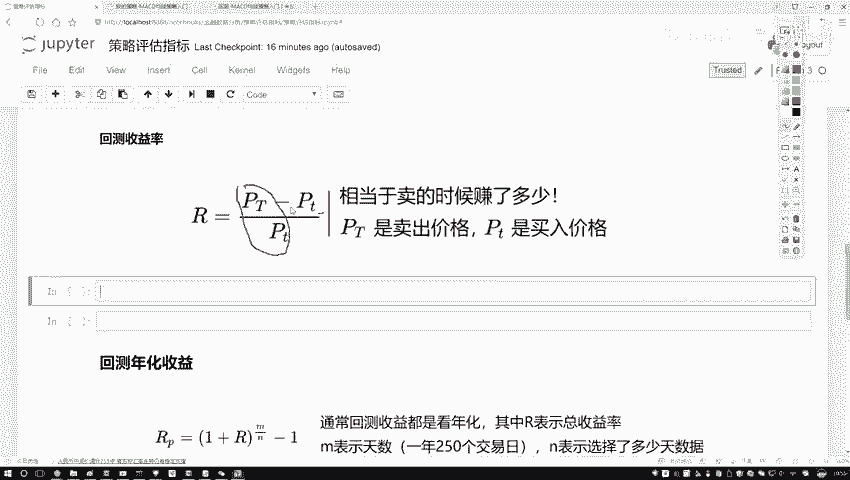 jupyter 策略评估指标 Last Checkpoint: 16 minutes ago (autosaved)
File Edit View Insert Cell Kernel Widgets Help
Trusted
Code
回测收益率
R = (P_T − P_t) / P_t
相当于卖的时候赚了多少！
P_T 是卖出价格, P_t 是买入价格
In [ ]:
In [ ]:
回测年化收益
R_p = (1 + R)^{m/n} − 1
通常回测收益都是看年化，其中R表示总收益率
m表示天数（一年250个交易日），n表示选择了多少天数据